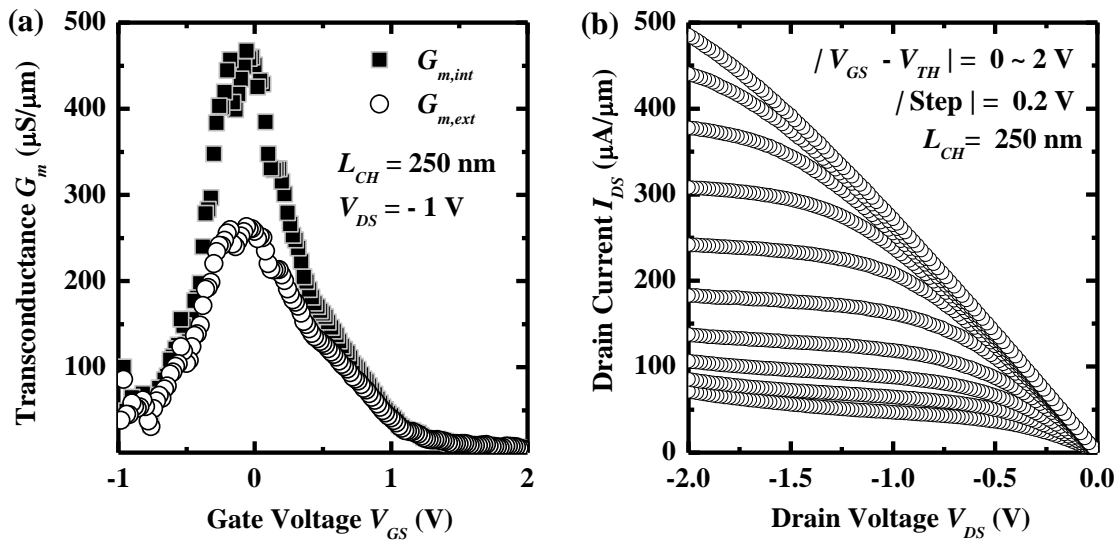 (a)
500
400
300
200
100
-1
0
1
2
Transconductance G_m (μS/μm)
Gate Voltage V_GS (V)
G_m,int
G_m,ext
L_CH = 250 nm
V_DS = - 1 V
(b)
500
400
300
200
100
0
-2.0
-1.5
-1.0
-0.5
0.0
Drain Current I_DS (μA/μm)
Drain Voltage V_DS (V)
| V_GS - V_TH | = 0 ~ 2 V
| Step | = 0.2 V
L_CH = 250 nm